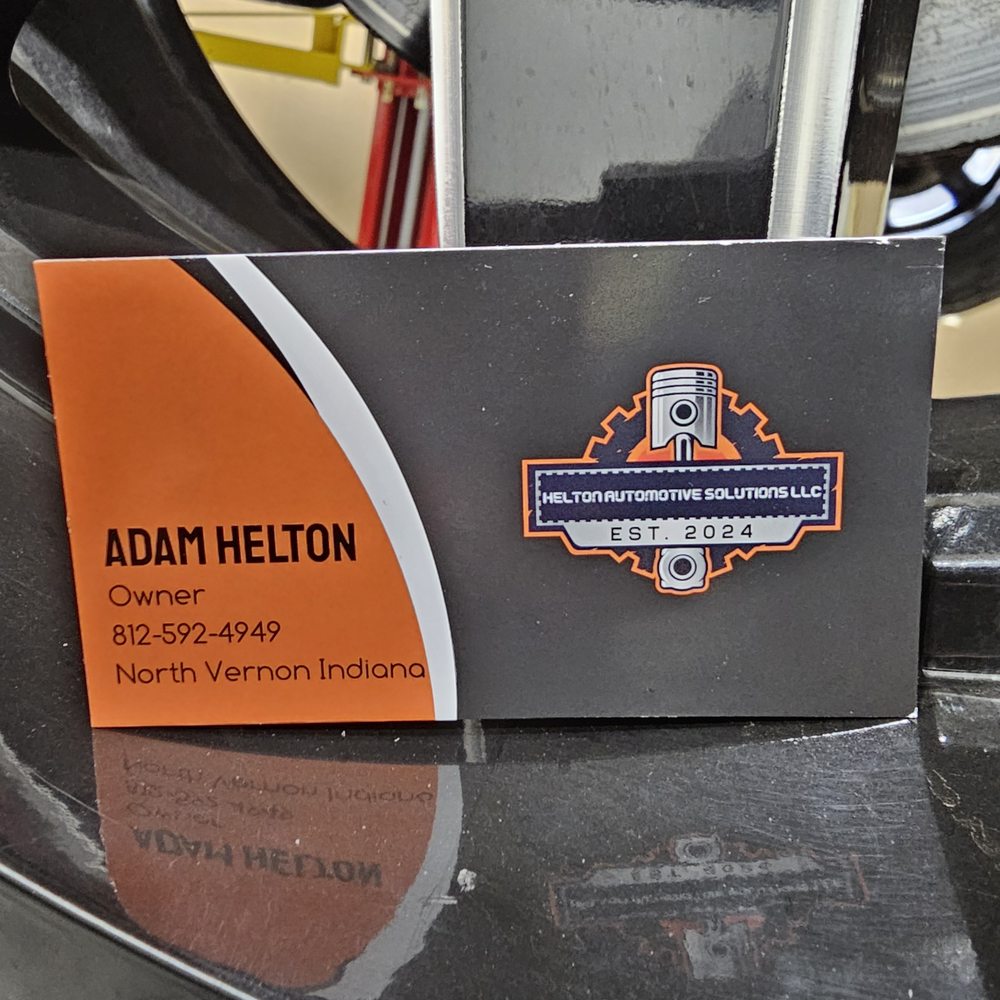 ADAM HELTON
Owner
812-592-4949
North Vernon Indiana
HELTON AUTOMOTIVE SOLUTIONS LLC
EST. 2024